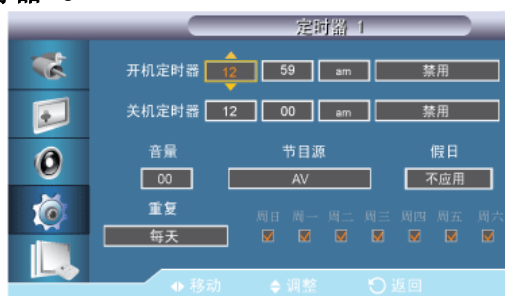 定时器 1
开机定时器 12 59 am 禁用
关机定时器 12 00 am 禁用
音量 节目源 假日
00 AV 不应用
重复 周日 周一 周二 周三 周四 周五 周六
每天
移动 调整 返回